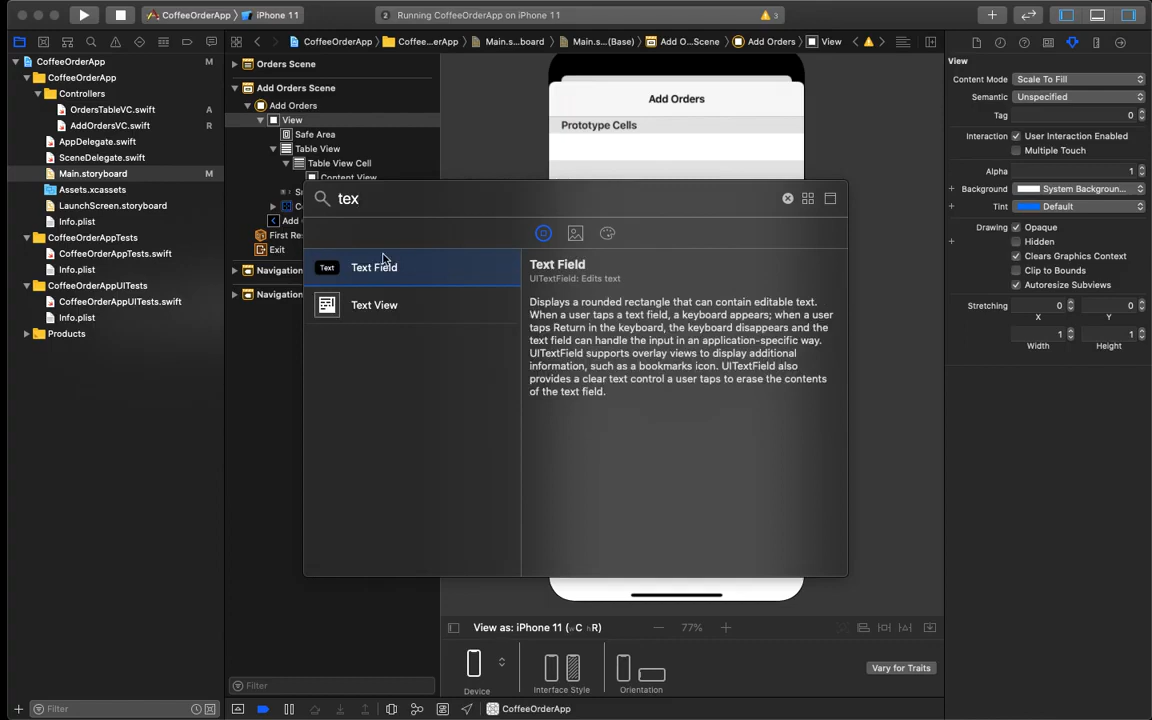 CoffeeOrderApp
iPhone 11
2 Running CoffeeOrderApp on iPhone 11
3
CoffeeOrderApp M
CoffeeOrderApp
Controllers
OrdersTableVC.swift A
AddOrdersVC.swift R
AppDelegate.swift
SceneDelegate.swift
Main.storyboard M
Assets.xcassets
LaunchScreen.storyboard
Info.plist
CoffeeOrderAppTests
CoffeeOrderAppTests.swift
Info.plist
CoffeeOrderAppUITests
CoffeeOrderAppUITests.swift
Info.plist
Products
Filter
CoffeeOrderApp
Coffee...erApp
Main.s...board
Main.s...(Base)
Add O...Scene
Add Orders
View
Orders Scene
Add Orders Scene
Add Orders
View
Safe Area
Table View
Table View Cell
Content View
Add
First Res
Exit
Navigation
Navigation
Filter
Add Orders
Prototype Cells
tex
Text Text Field
Text View
Text Field
UITextField: Edits text
Displays a rounded rectangle that can contain editable text.
When a user taps a text field, a keyboard appears; when a user
taps Return in the keyboard, the keyboard disappears and the
text field can handle the input in an application-specific way.
UITextField supports overlay views to display additional
information, such as a bookmarks icon. UITextField also
provides a clear text control a user taps to erase the contents
of the text field.
View as: iPhone 11 (wC hR)
77%
Device
Interface Style
Orientation
Vary for Traits
CoffeeOrderApp
View
Content Mode Scale To Fill
Semantic Unspecified
Tag 0
Interaction User Interaction Enabled
Multiple Touch
Alpha 1
Background System Backgroun...
Tint Default
Drawing Opaque
Hidden
Clears Graphics Context
Clip to Bounds
Autoresize Subviews
Stretching 0 0
X Y
1 1
Width Height